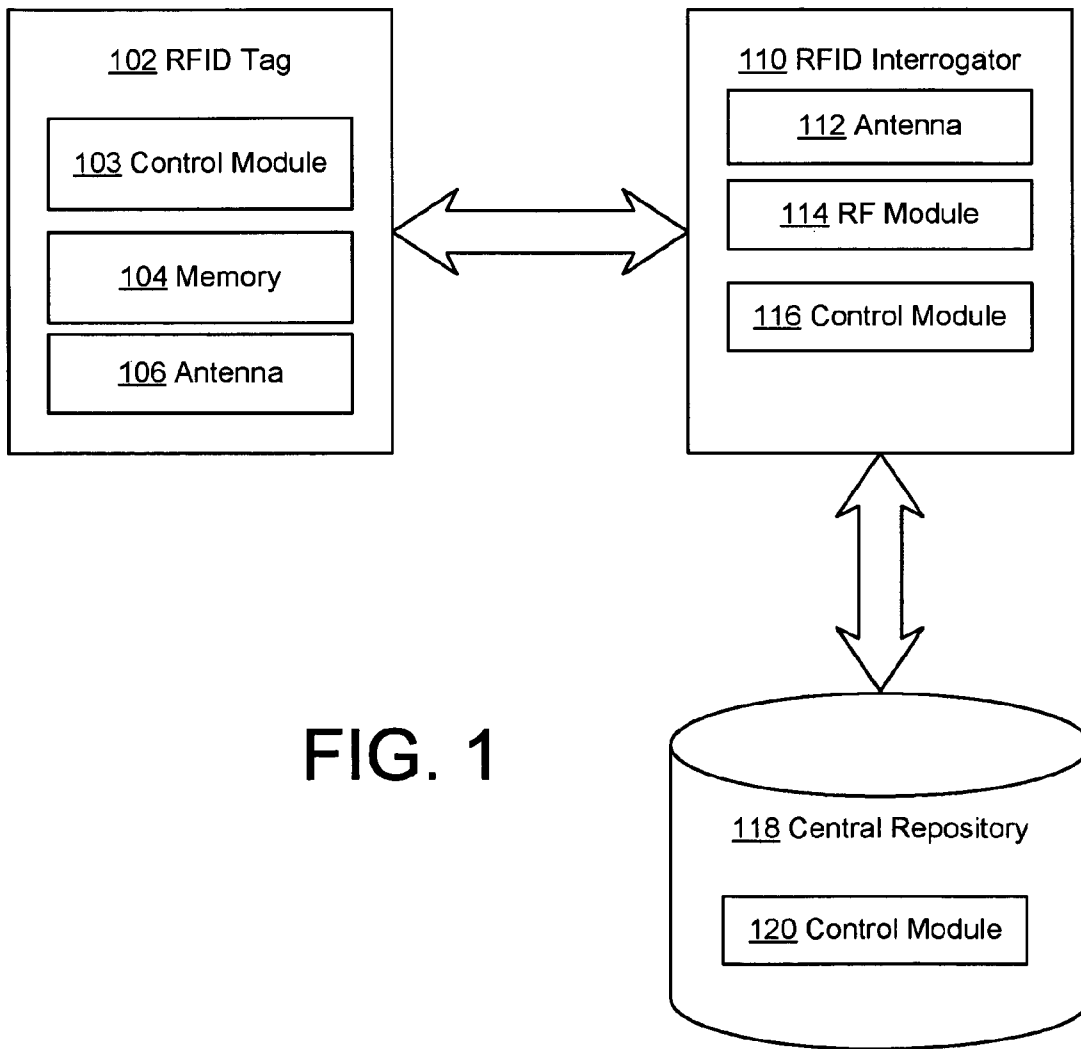 102 RFID Tag
103 Control Module
104 Memory
106 Antenna
110 RFID Interrogator
112 Antenna
114 RF Module
116 Control Module
FIG. 1
118 Central Repository
120 Control Module